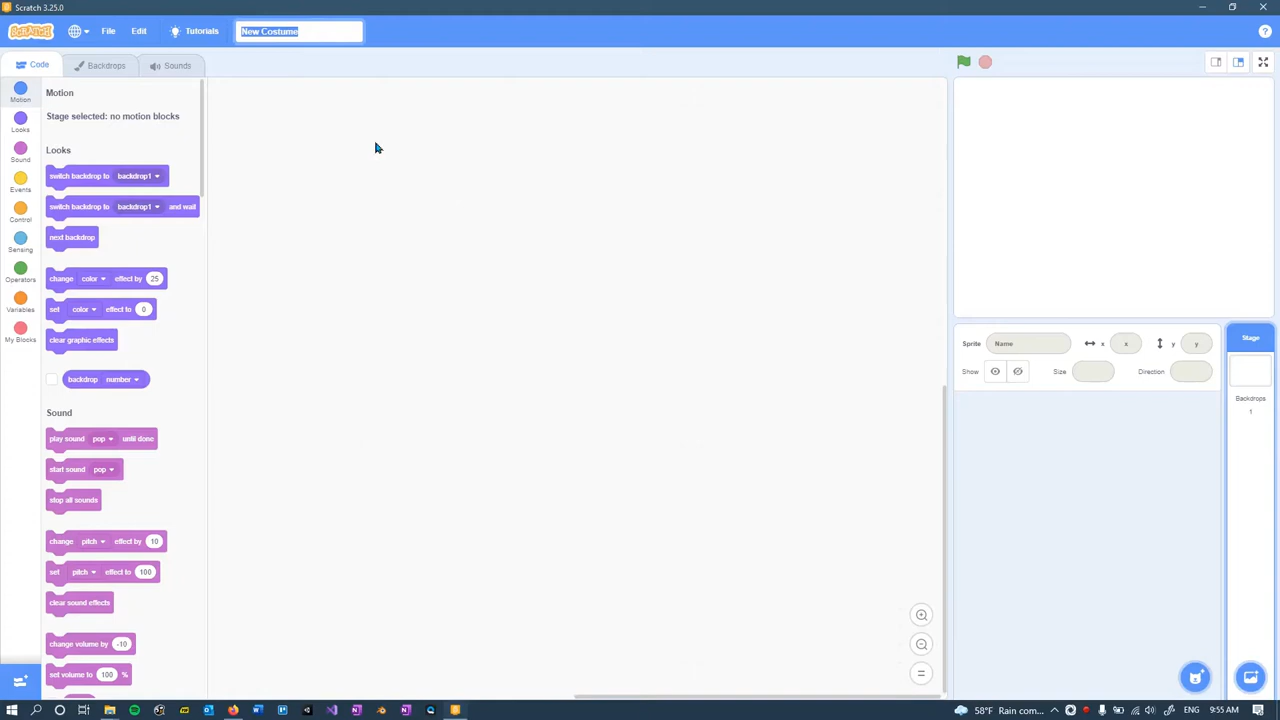 Scratch 3.25.0
SCRATCH
File
Edit
Tutorials
New Costume
Code
Backdrops
Sounds
Motion
Looks
Sound
Events
Control
Sensing
Operators
Variables
My Blocks
Motion
Stage selected: no motion blocks
Looks
switch backdrop to backdrop1
switch backdrop to backdrop1 and wait
next backdrop
change color effect by 25
set color effect to 0
clear graphic effects
backdrop number
Sound
play sound pop until done
start sound pop
stop all sounds
change pitch effect by 10
set pitch effect to 100
clear sound effects
change volume by -10
set volume to 100 %
Sprite
Name
x
x
y
y
Show
Size
Direction
Stage
Backdrops
1
58°F Rain com...
ENG
9:55 AM